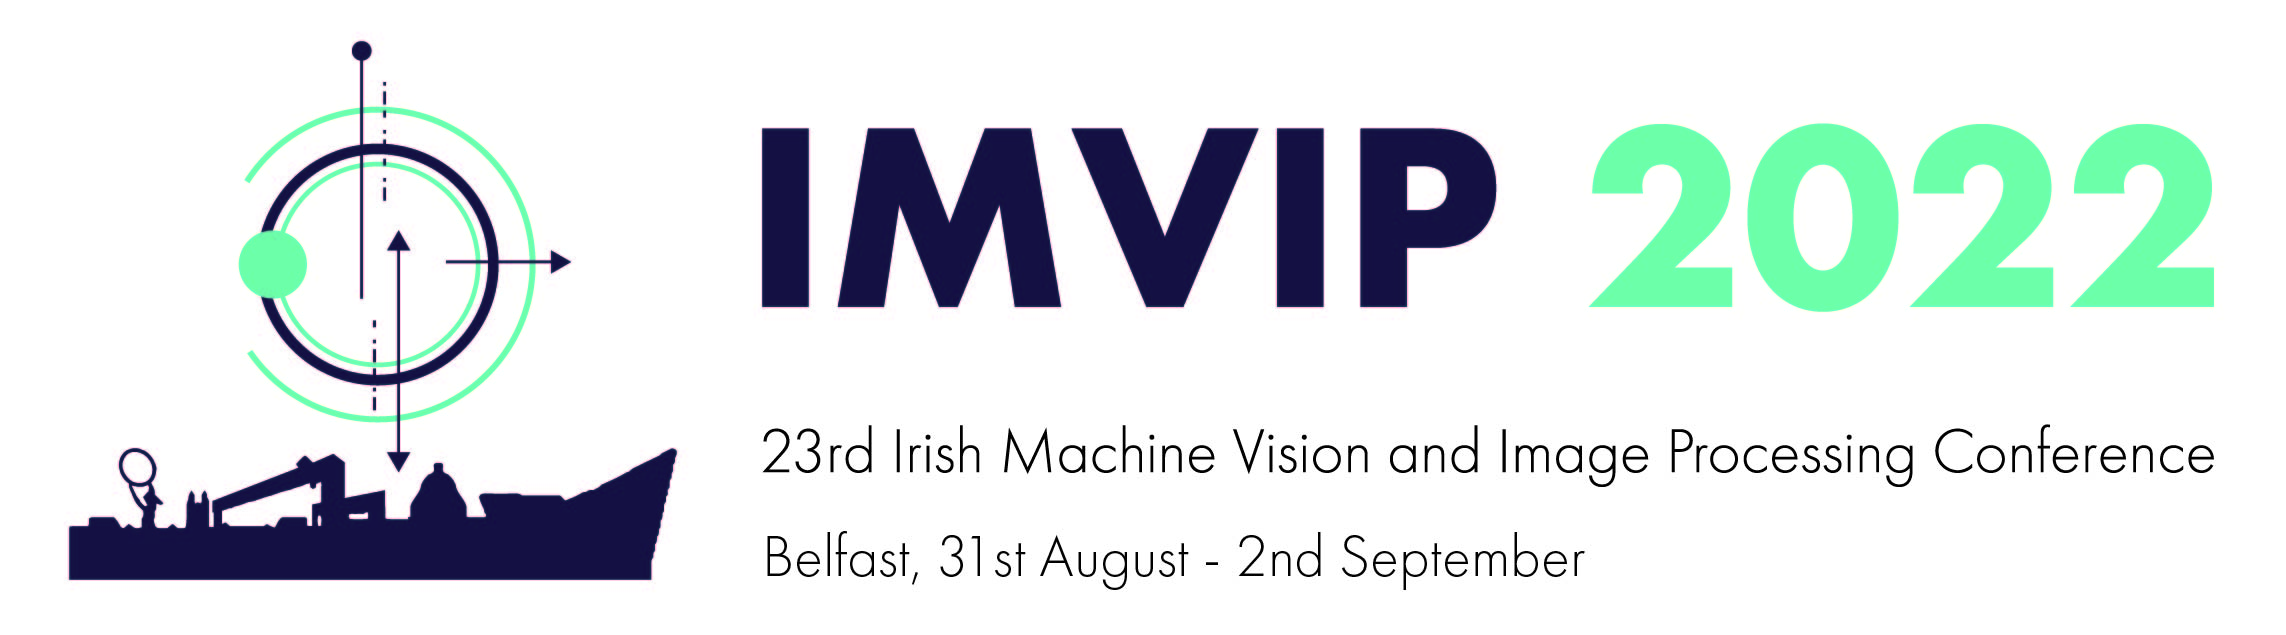 IMVIP 2022
23rd Irish Machine Vision and Image Processing Conference
Belfast, 31st August - 2nd September